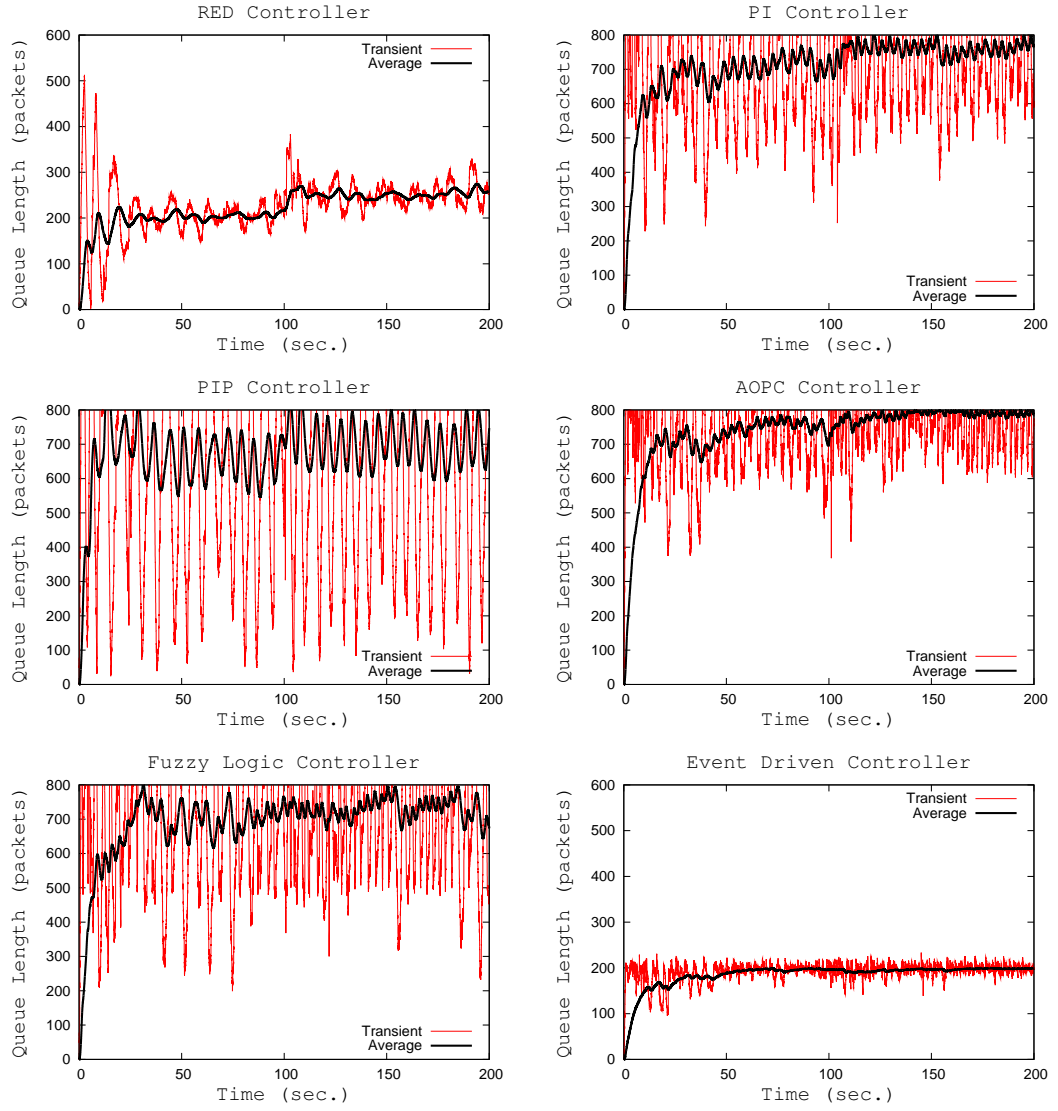 RED Controller
Queue Length (packets)
600
500
400
300
200
100
0
Transient
Average
0
50
100
150
200
Time (sec.)
PI Controller
Queue Length (packets)
800
700
600
500
400
300
200
100
0
Transient
Average
0
50
100
150
200
Time (sec.)
PIP Controller
Queue Length (packets)
800
700
600
500
400
300
200
100
0
Transient
Average
0
50
100
150
200
Time (sec.)
AOPC Controller
Queue Length (packets)
800
700
600
500
400
300
200
100
0
Transient
Average
0
50
100
150
200
Time (sec.)
Fuzzy Logic Controller
Queue Length (packets)
800
700
600
500
400
300
200
100
0
Transient
Average
0
50
100
150
200
Time (sec.)
Event Driven Controller
Queue Length (packets)
600
500
400
300
200
100
0
Transient
Average
0
50
100
150
200
Time (sec.)